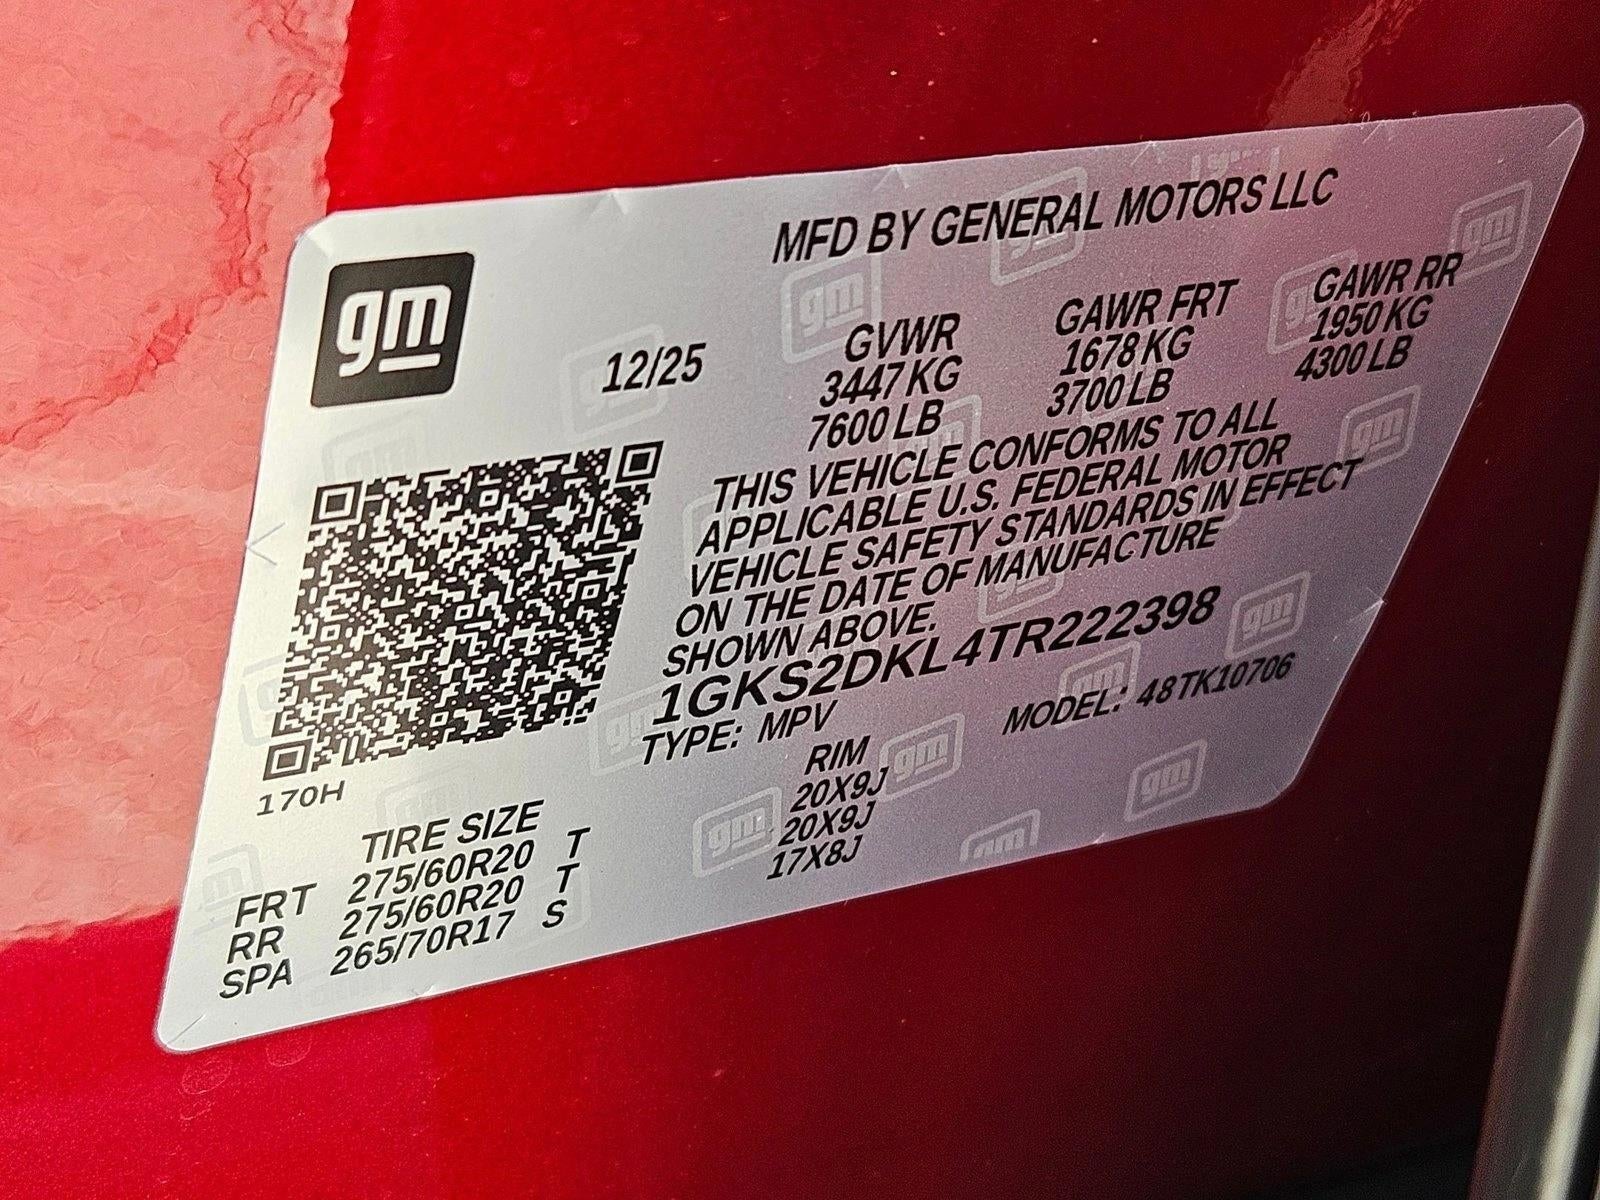 gm
MFD BY GENERAL MOTORS LLC
12/25
GVWR GAWR FRT GAWR RR
3447 KG 1678 KG 1950 KG
7600 LB 3700 LB 4300 LB
THIS VEHICLE CONFORMS TO ALL
APPLICABLE U.S. FEDERAL MOTOR
VEHICLE SAFETY STANDARDS IN EFFECT
ON THE DATE OF MANUFACTURE
SHOWN ABOVE.
1GKS2DKL4TR222398
TYPE: MPV MODEL: 48TK10706
170H
TIRE SIZE RIM
FRT 275/60R20 T 20X9J
RR 275/60R20 T 20X9J
SPA 265/70R17 S 17X8J